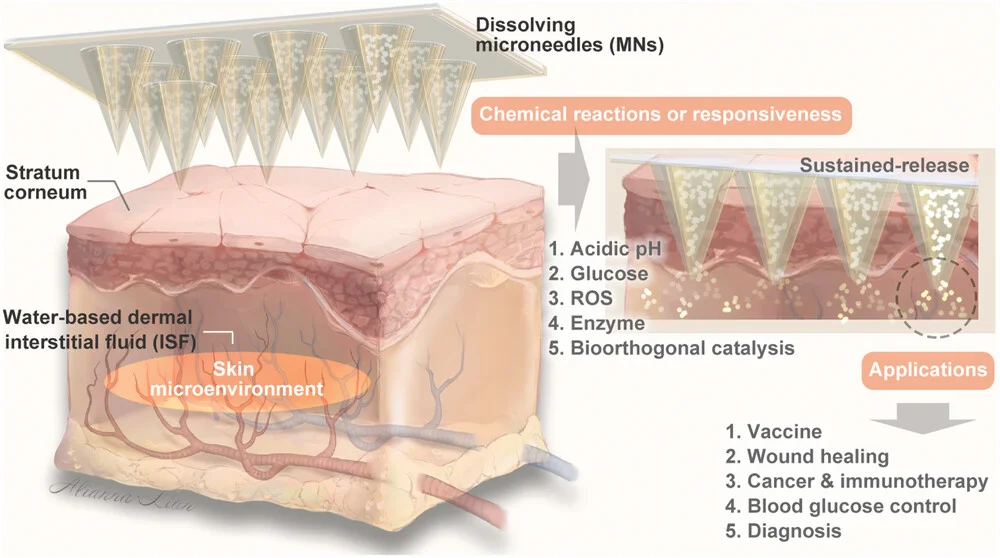 Dissolving
microneedles (MNs)
Chemical reactions or responsiveness
Stratum
corneum
Sustained-release
1. Acidic pH
2. Glucose
3. ROS
4. Enzyme
5. Bioorthogonal catalysis
Water-based dermal
interstitial fluid (ISF)
Skin
microenvironment
Applications
1. Vaccine
2. Wound healing
3. Cancer & immunotherapy
4. Blood glucose control
5. Diagnosis